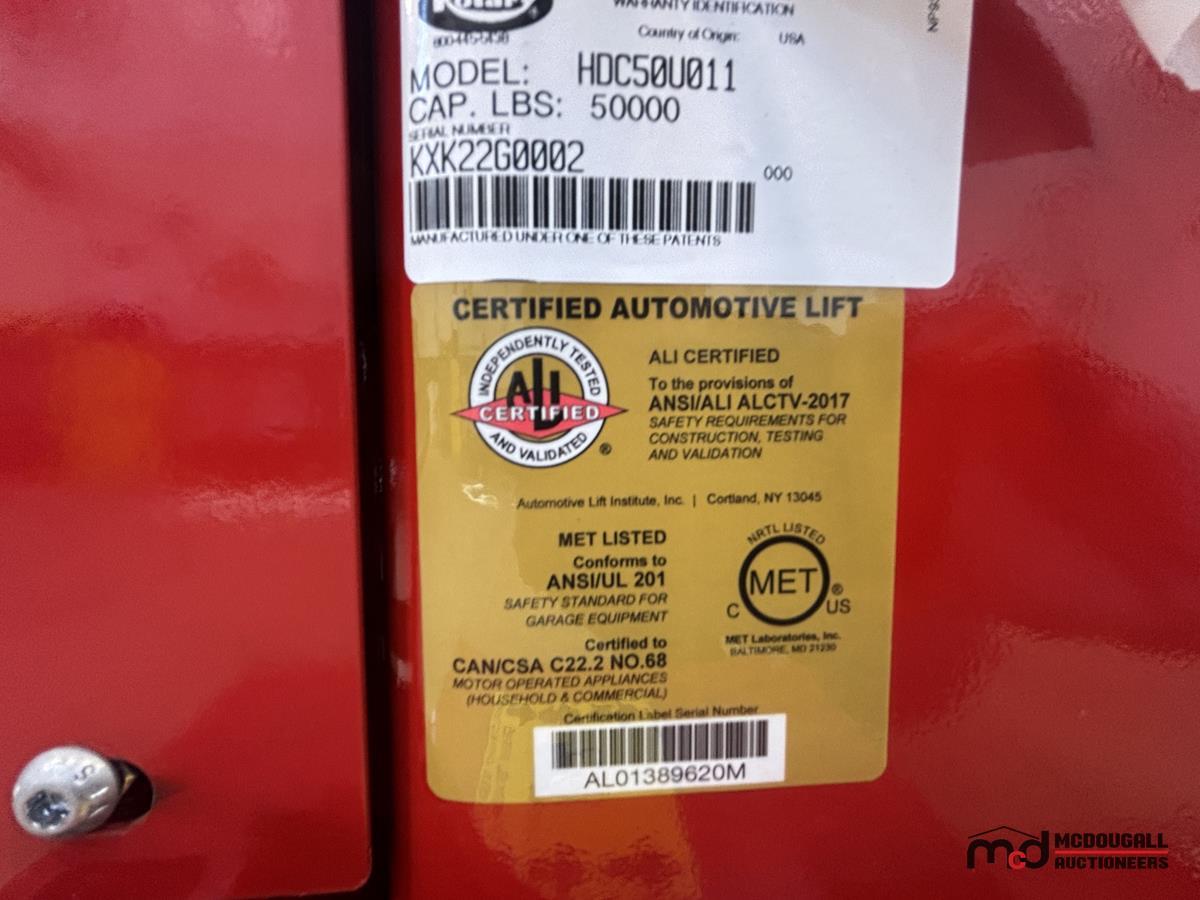 800-445-5438
WARRANTY IDENTIFICATION
Country of Origin: USA
MODEL: HDC50U011
CAP. LBS: 50000
SERIAL NUMBER
KXK22G0002
000
MANUFACTURED UNDER ONE OF THESE PATENTS
CERTIFIED AUTOMOTIVE LIFT
INDEPENDENTLY TESTED
ALI
CERTIFIED
AND VALIDATED
®
ALI CERTIFIED
To the provisions of
ANSI/ALI ALCTV-2017
SAFETY REQUIREMENTS FOR
CONSTRUCTION, TESTING
AND VALIDATION
Automotive Lift Institute, Inc. | Cortland, NY 13045
MET LISTED
Conforms to
ANSI/UL 201
SAFETY STANDARD FOR
GARAGE EQUIPMENT
Certified to
CAN/CSA C22.2 NO.68
MOTOR OPERATED APPLIANCES
(HOUSEHOLD & COMMERCIAL)
NRTL LISTED
MET
®
C US
MET Laboratories, Inc.
BALTIMORE, MD 21230
Certification Label Serial Number
AL01389620M
mcd MCDOUGALL
AUCTIONEERS